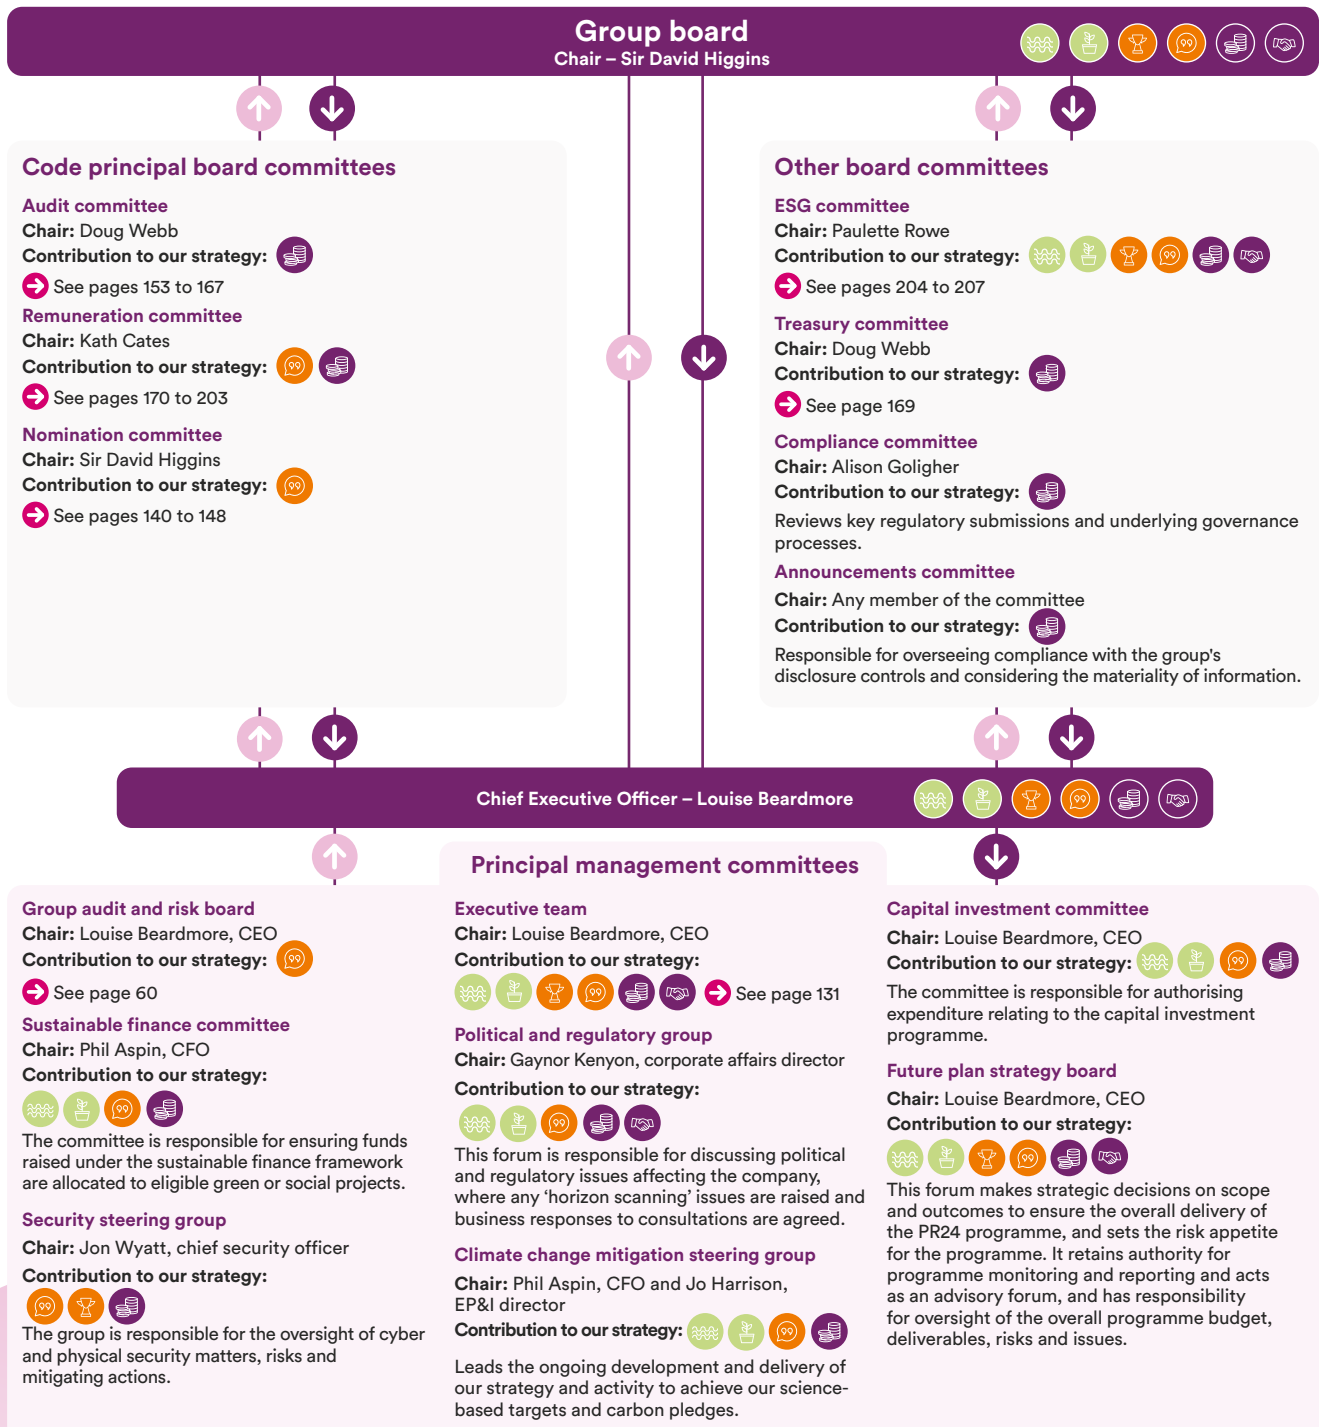 Group board
Chair – Sir David Higgins
Code principal board committees
Audit committee
Chair: Doug Webb
Contribution to our strategy:
See pages 153 to 167
Remuneration committee
Chair: Kath Cates
Contribution to our strategy:
See pages 170 to 203
Nomination committee
Chair: Sir David Higgins
Contribution to our strategy:
See pages 140 to 148
Other board committees
ESG committee
Chair: Paulette Rowe
Contribution to our strategy:
See pages 204 to 207
Treasury committee
Chair: Doug Webb
Contribution to our strategy:
See page 169
Compliance committee
Chair: Alison Goligher
Contribution to our strategy:
Reviews key regulatory submissions and underlying governance
processes.
Announcements committee
Chair: Any member of the committee
Contribution to our strategy:
Responsible for overseeing compliance with the group's
disclosure controls and considering the materiality of information.
Chief Executive Officer – Louise Beardmore
Principal management committees
Group audit and risk board
Chair: Louise Beardmore, CEO
Contribution to our strategy:
See page 60
Sustainable finance committee
Chair: Phil Aspin, CFO
Contribution to our strategy:
The committee is responsible for ensuring funds
raised under the sustainable finance framework
are allocated to eligible green or social projects.
Security steering group
Chair: Jon Wyatt, chief security officer
Contribution to our strategy:
The group is responsible for the oversight of cyber
and physical security matters, risks and
mitigating actions.
Executive team
Chair: Louise Beardmore, CEO
Contribution to our strategy:
See page 131
Political and regulatory group
Chair: Gaynor Kenyon, corporate affairs director
Contribution to our strategy:
This forum is responsible for discussing political
and regulatory issues affecting the company,
where any ‘horizon scanning’ issues are raised and
business responses to consultations are agreed.
Climate change mitigation steering group
Chair: Phil Aspin, CFO and Jo Harrison,
EP&I director
Contribution to our strategy:
Leads the ongoing development and delivery of
our strategy and activity to achieve our science-
based targets and carbon pledges.
Capital investment committee
Chair: Louise Beardmore, CEO
Contribution to our strategy:
The committee is responsible for authorising
expenditure relating to the capital investment
programme.
Future plan strategy board
Chair: Louise Beardmore, CEO
Contribution to our strategy:
This forum makes strategic decisions on scope
and outcomes to ensure the overall delivery of
the PR24 programme, and sets the risk appetite
for the programme. It retains authority for
programme monitoring and reporting and acts
as an advisory forum, and has responsibility
for oversight of the overall programme budget,
deliverables, risks and issues.